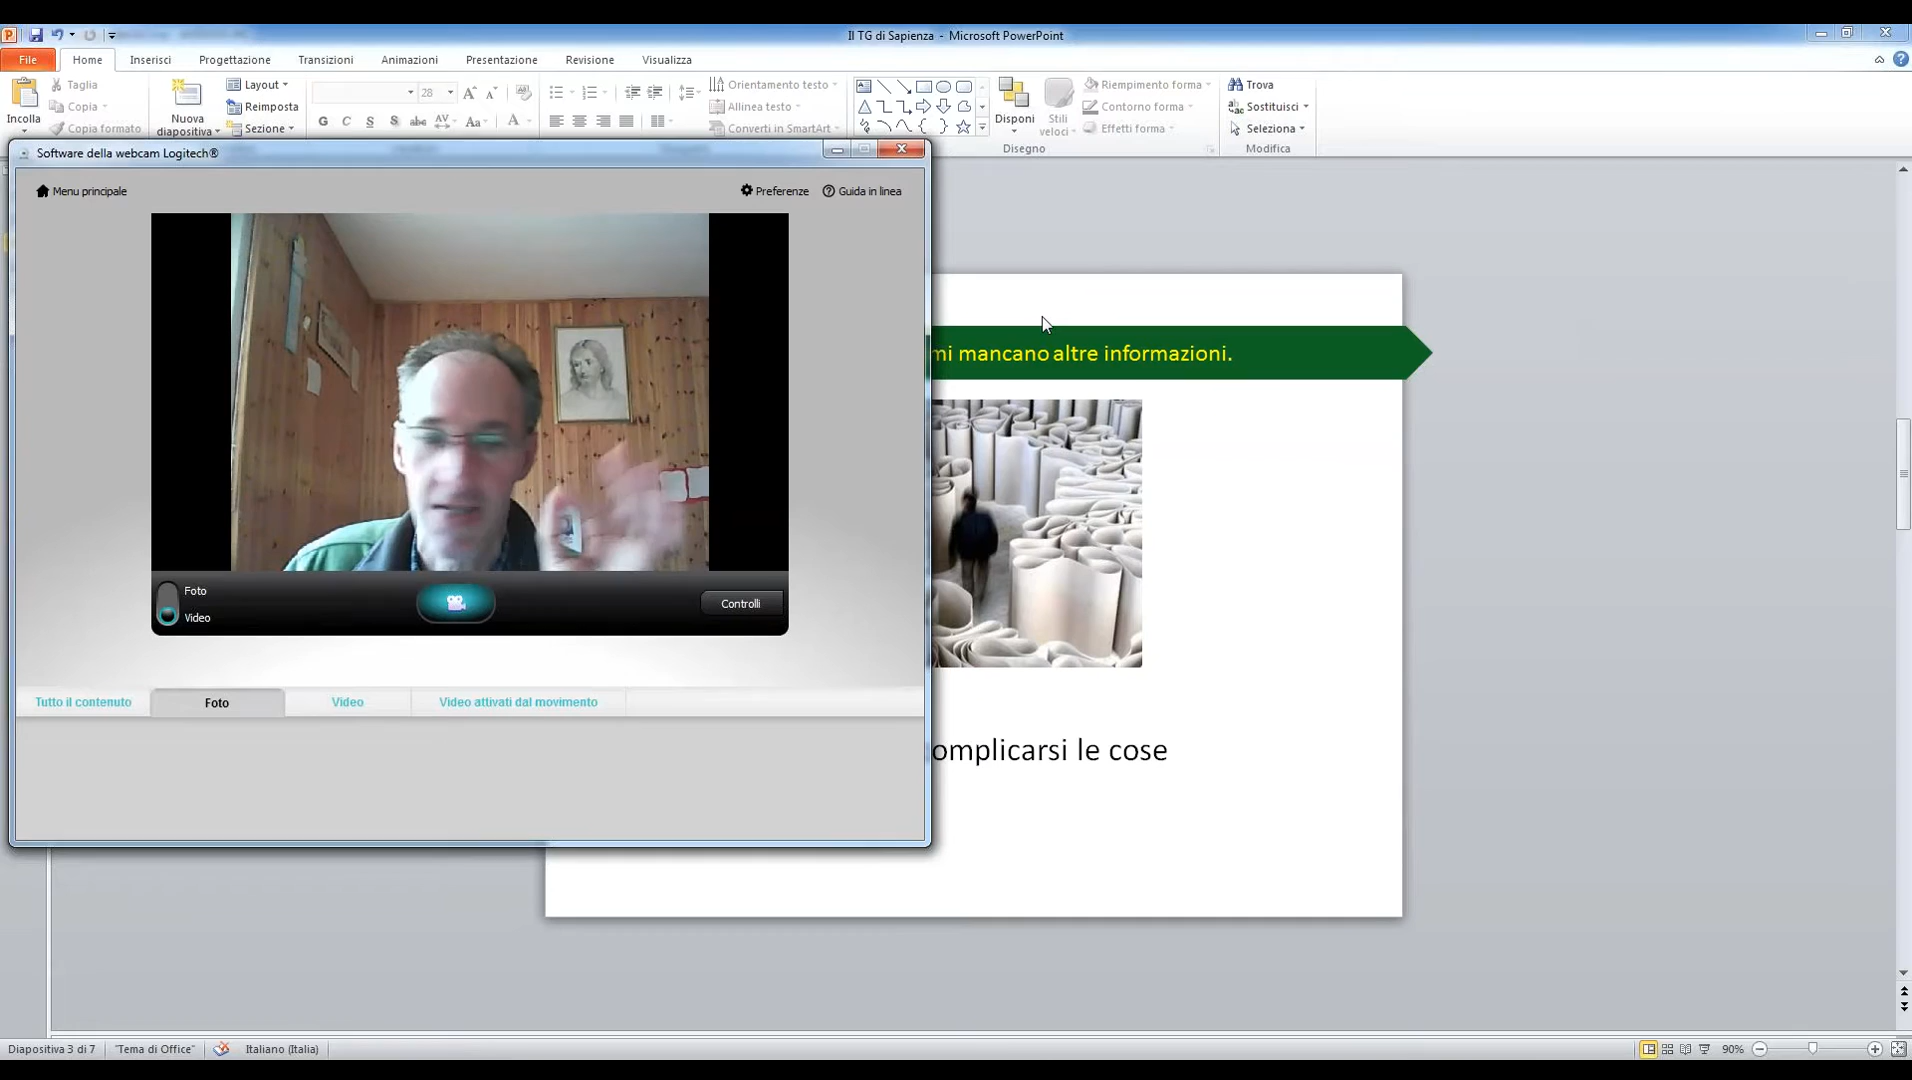 Il TG di Sapienza - Microsoft PowerPoint
File Home Inserisci Progettazione Transizioni Animazioni Presentazione Revisione Visualizza
Incolla
Taglia
Copia
Copia formato
Nuova
diapositiva
Layout
Reimposta
Sezione
28
G C S S abc AV Aa A
Orientamento testo
Allinea testo
Converti in SmartArt
Disponi
Stili
veloci
Riempimento forma
Contorno forma
Effetti forma
Disegno
Trova
Sostituisci
Seleziona
Modifica
Software della webcam Logitech®
Menu principale
Preferenze
Guida in linea
mi mancano altre informazioni.
Foto
Video
Controlli
Tutto il contenuto
Foto
Video
Video attivati dal movimento
omplicarsi le cose
Diapositiva 3 di 7
"Tema di Office"
Italiano (Italia)
90%